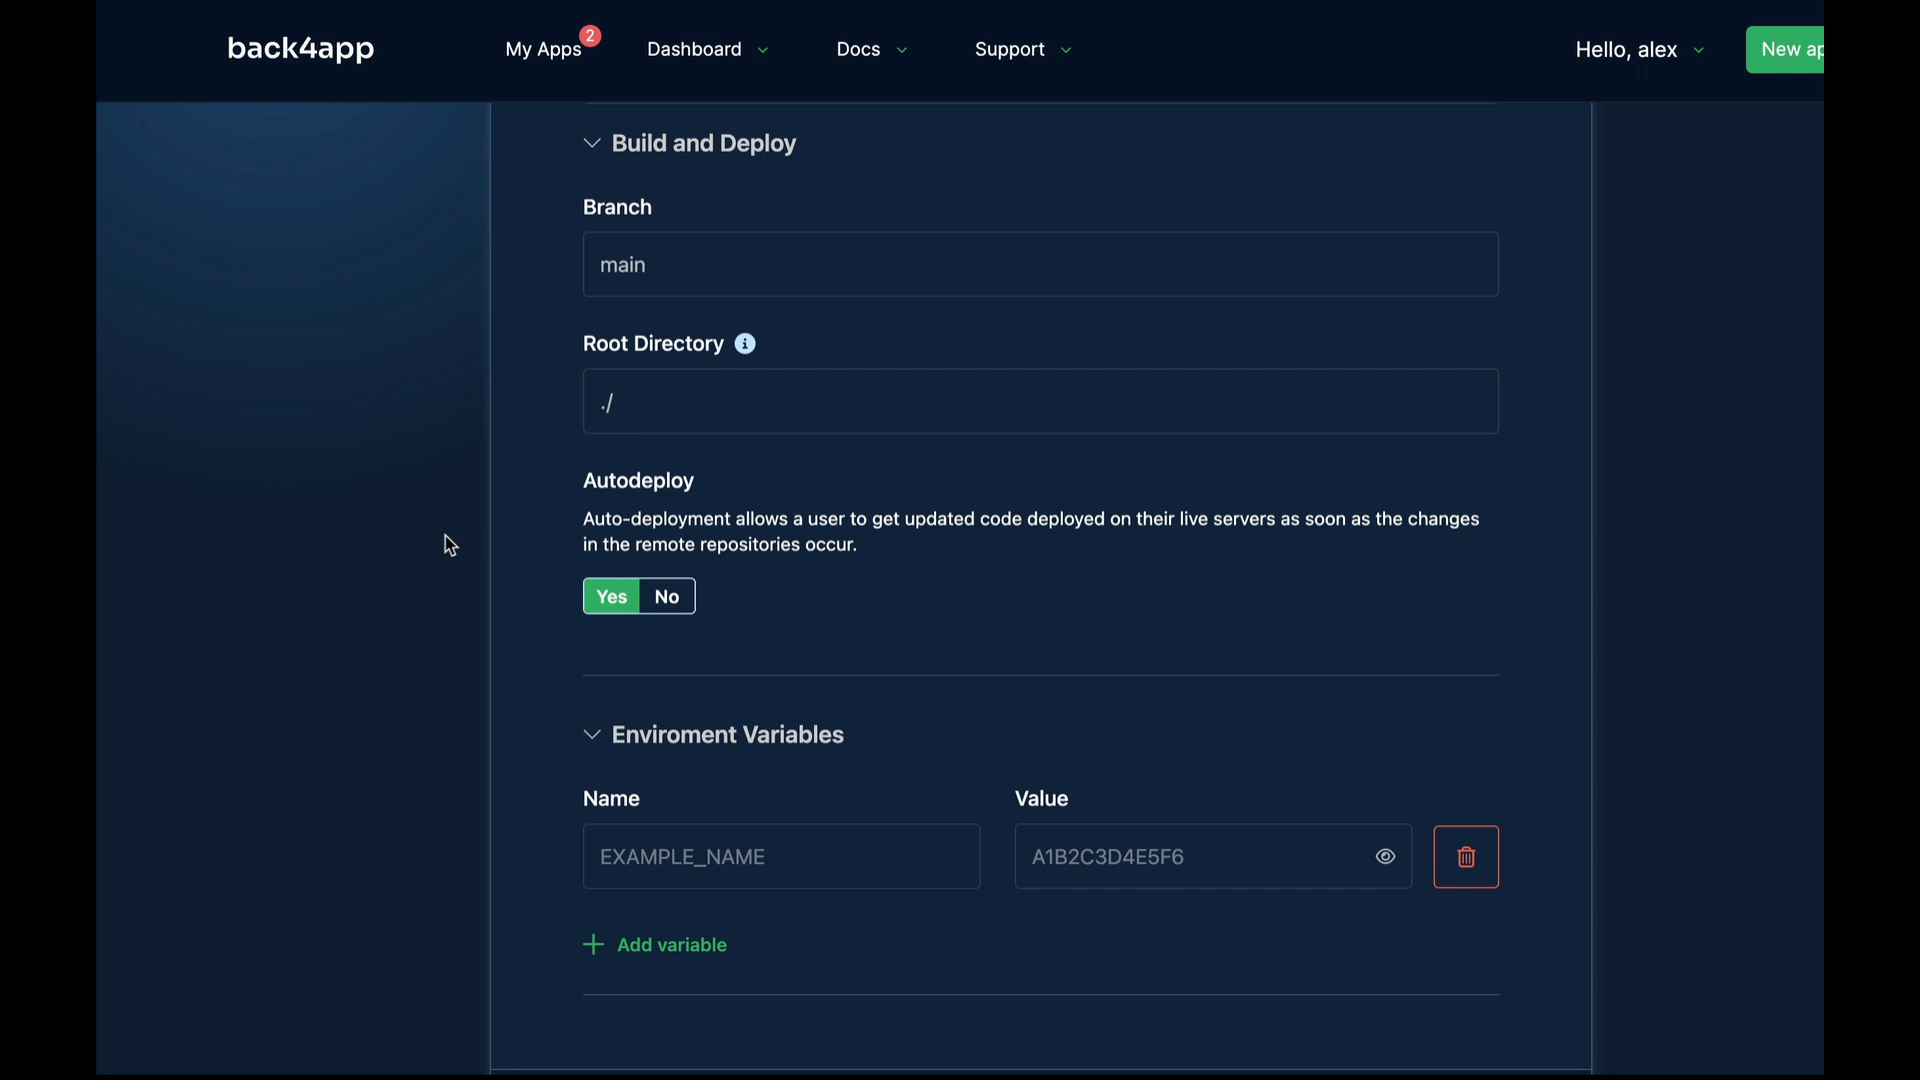 back4app
My Apps 2
Dashboard
Docs
Support
Hello, alex
New ap
Build and Deploy
Branch
main
Root Directory
./
Autodeploy
Auto-deployment allows a user to get updated code deployed on their live servers as soon as the changes
in the remote repositories occur.
Yes No
Enviroment Variables
Name Value
EXAMPLE_NAME A1B2C3D4E5F6
Add variable